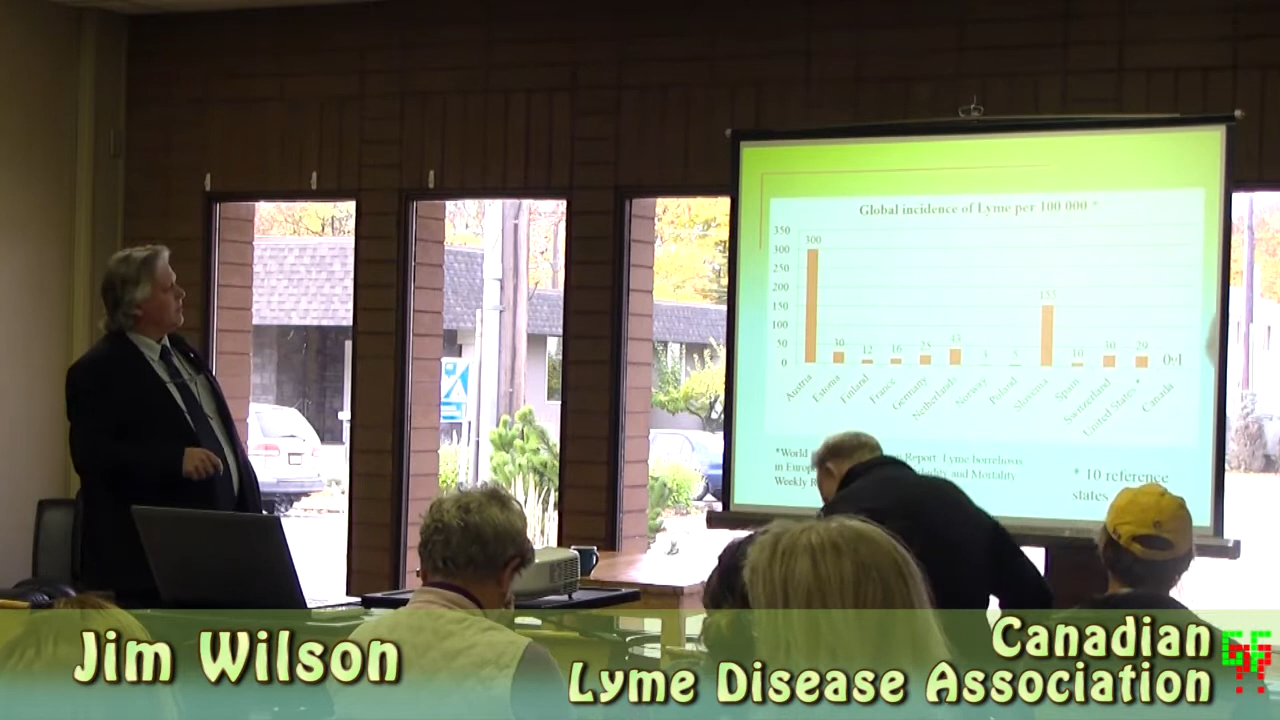 Global incidence of Lyme per 100 000 *
350
300
250
200
150
100
50
0
300
30
12
16
25
43
3
5
155
10
30
29
0.1
Austria
Estonia
Finland
France
Germany
Netherlands
Norway
Poland
Slovenia
Spain
Switzerland
United States *
Canada
*World
Report Lyme borreliosis
in Europ
and Mortality
Weekly R
* 10 reference
states
Jim Wilson
Canadian
Lyme Disease Association